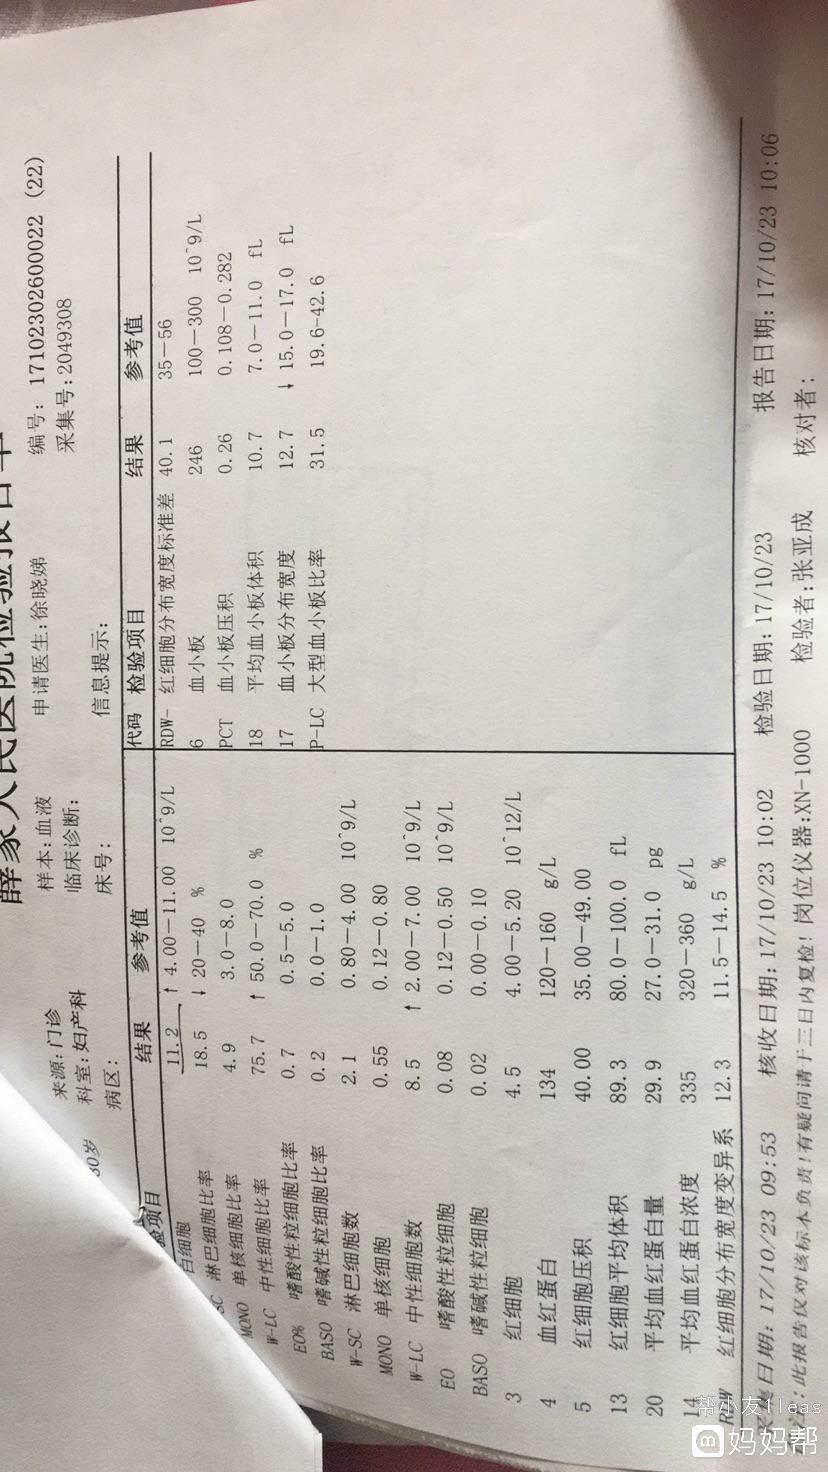 薛家人民医院检验报告单
来源:门诊 样本:血液 申请医生:徐晓娣 编号: 17102302600022 (22)
30岁 科室:妇产科 临床诊断: 采集号:2049308
病区: 床号: 信息提示:
验项目 结果 参考值 代码 检验项目 结果 参考值
白细胞 11.2 ↑ 4.00-11.00 10^9/L RDW- 红细胞分布宽度标准差 40.1 35-56
SC 淋巴细胞比率 18.5 ↓ 20-40 % 6 血小板 246 100-300 10^9/L
MONO 单核细胞比率 4.9 3.0-8.0 PCT 血小板压积 0.26 0.108-0.282
W-LC 中性细胞比率 75.7 ↑ 50.0-70.0 % 18 平均血小板体积 10.7 7.0-11.0 fL
EO% 嗜酸性粒细胞比率 0.7 0.5-5.0 17 血小板分布宽度 12.7 ↓ 15.0-17.0 fL
BASO 嗜碱性粒细胞比率 0.2 0.0-1.0 P-LC 大型血小板比率 31.5 19.6-42.6
W-SC 淋巴细胞数 2.1 0.80-4.00 10^9/L
MONO 单核细胞 0.55 0.12-0.80
W-LC 中性细胞数 8.5 ↑ 2.00-7.00 10^9/L
EO 嗜酸性粒细胞 0.08 0.12-0.50 10^9/L
BASO 嗜碱性粒细胞 0.02 0.00-0.10
3 红细胞 4.5 4.00-5.20 10^12/L
4 血红蛋白 134 120-160 g/L
5 红细胞压积 40.00 35.00-49.00
13 红细胞平均体积 89.3 80.0-100.0 fL
20 平均血红蛋白量 29.9 27.0-31.0 pg
14 平均血红蛋白浓度 335 320-360 g/L
RDW 红细胞分布宽度变异系 12.3 11.5-14.5 %
采集日期: 17/10/23 09:53 核收日期: 17/10/23 10:02 检验日期: 17/10/23 报告日期: 17/10/23 10:06
注:此报告仅对该标本负责!有疑问请于三日内复检! 岗位仪器:XN-1000 检验者:张亚成 核对者:
妈妈帮